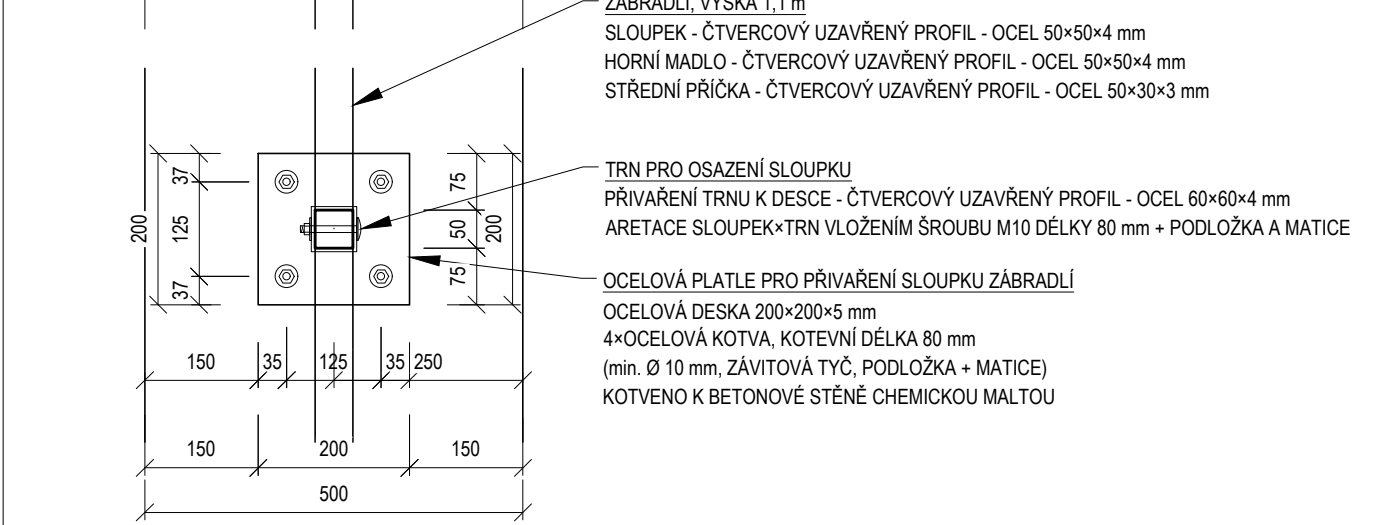 ZÁBRADLÍ, VÝŠKA 1,1 m
SLOUPEK - ČTVERCOVÝ UZAVŘENÝ PROFIL - OCEL 50×50×4 mm
HORNÍ MADLO - ČTVERCOVÝ UZAVŘENÝ PROFIL - OCEL 50×50×4 mm
STŘEDNÍ PŘÍČKA - ČTVERCOVÝ UZAVŘENÝ PROFIL - OCEL 50×30×3 mm
TRN PRO OSAZENÍ SLOUPKU
PŘIVAŘENÍ TRNU K DESCE - ČTVERCOVÝ UZAVŘENÝ PROFIL - OCEL 60×60×4 mm
ARETACE SLOUPEK×TRN VLOŽENÍM ŠROUBU M10 DÉLKY 80 mm + PODLOŽKA A MATICE
OCELOVÁ PLATLE PRO PŘIVAŘENÍ SLOUPKU ZÁBRADLÍ
OCELOVÁ DESKA 200×200×5 mm
4×OCELOVÁ KOTVA, KOTEVNÍ DÉLKA 80 mm
(min. Ø 10 mm, ZÁVITOVÁ TYČ, PODLOŽKA + MATICE)
KOTVENO K BETONOVÉ STĚNĚ CHEMICKOU MALTOU
200
37
125
37
75
50
75
200
150 35 125 35 250
150 200 150
500